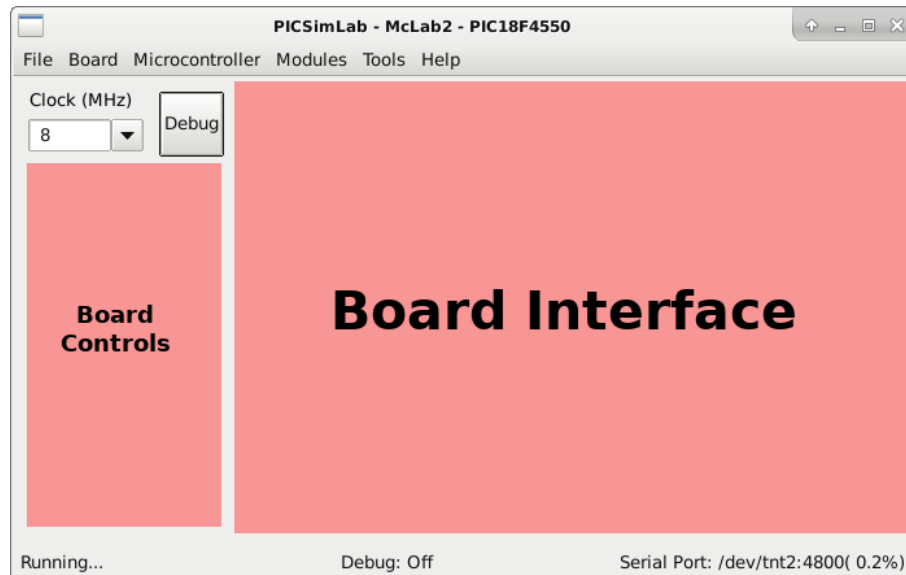 PICSimLab - McLab2 - PIC18F4550
File Board Microcontroller Modules Tools Help
Clock (MHz)
8
Debug
Board
Controls
Board Interface
Running...
Debug: Off
Serial Port: /dev/tnt2:4800( 0.2%)